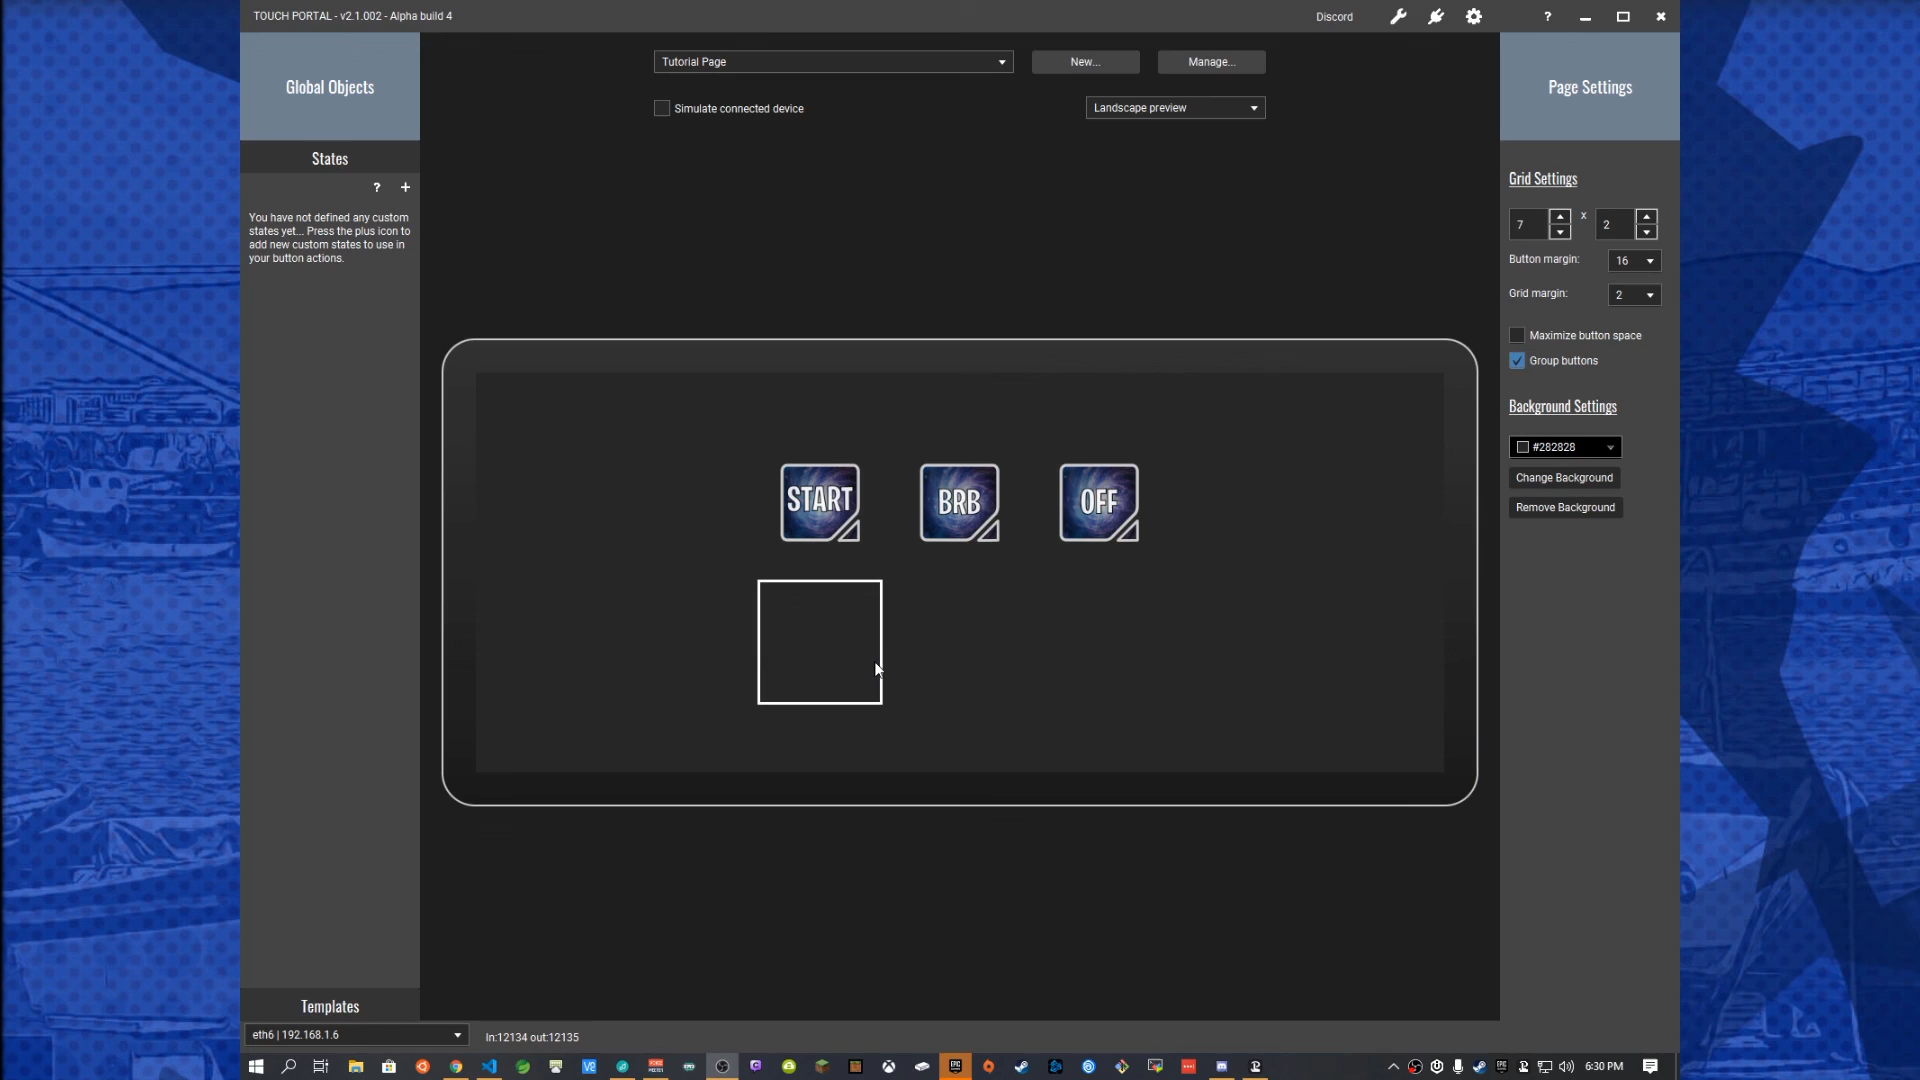 TOUCH PORTAL - v2.1.002 - Alpha build 4
Discord
?
Global Objects
Tutorial Page
New...
Manage...
Page Settings
Simulate connected device
Landscape preview
States
? +
You have not defined any custom
states yet... Press the plus icon to
add new custom states to use in
your button actions.
Grid Settings
7 x 2
Button margin: 16
Grid margin: 2
Maximize button space
Group buttons
Background Settings
#282828
Change Background
Remove Background
START BRB OFF
Templates
eth6 | 192.168.1.6
In:12134 out:12135
6:30 PM